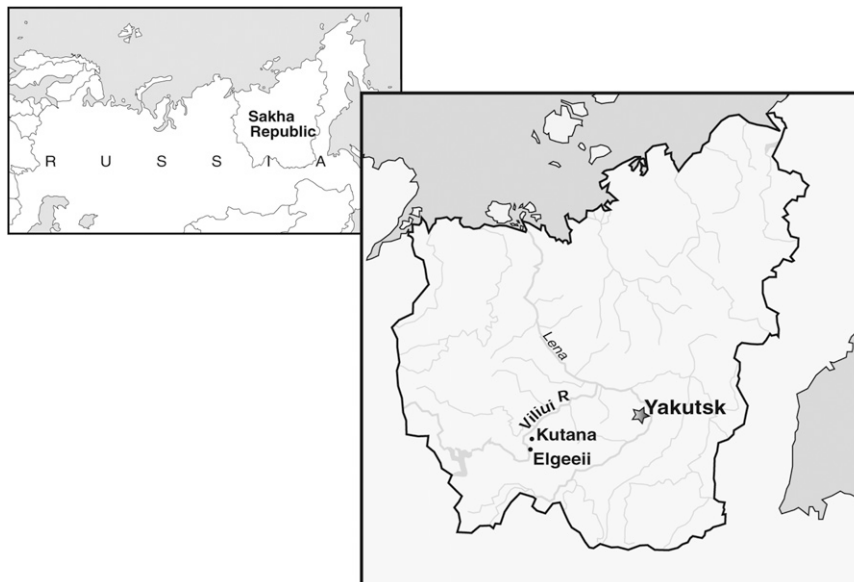 Sakha
Republic
R U S S I A
Lena
Viliui R
Yakutsk
Kutana
Elgeeii